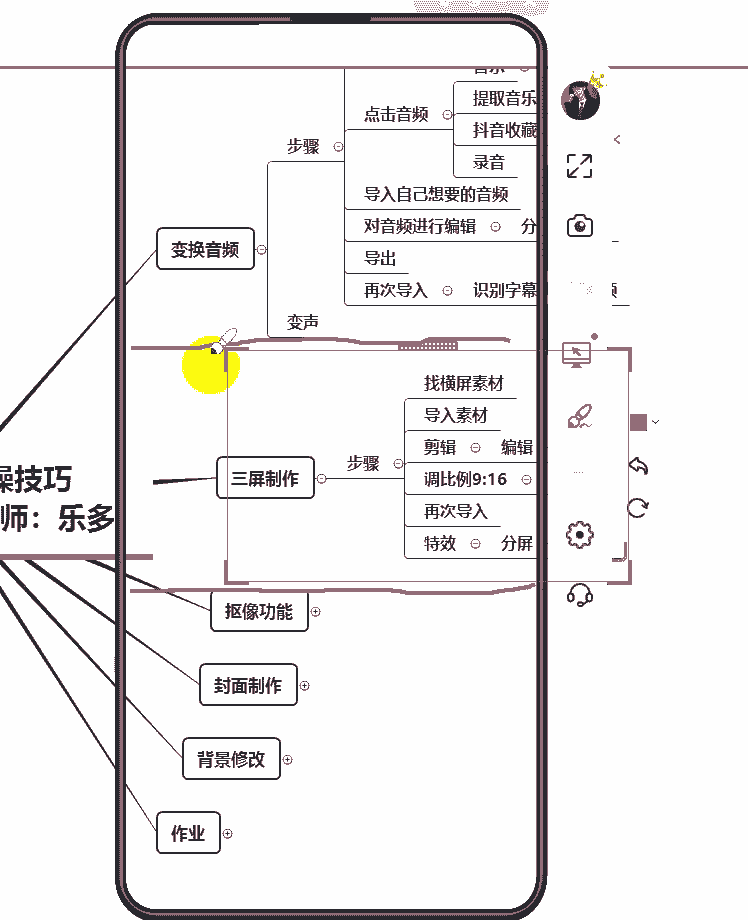 音乐
提取音乐
点击音频
抖音收藏
步骤
录音
导入自己想要的音频
对音频进行编辑 分
变换音频
导出
再次导入 识别字幕 频
变声
找横屏素材
导入素材
剪辑 编辑
步骤
三屏制作
调比例9:16
操技巧
再次导入
师：乐多
特效 分屏
抠像功能
封面制作
背景修改
作业